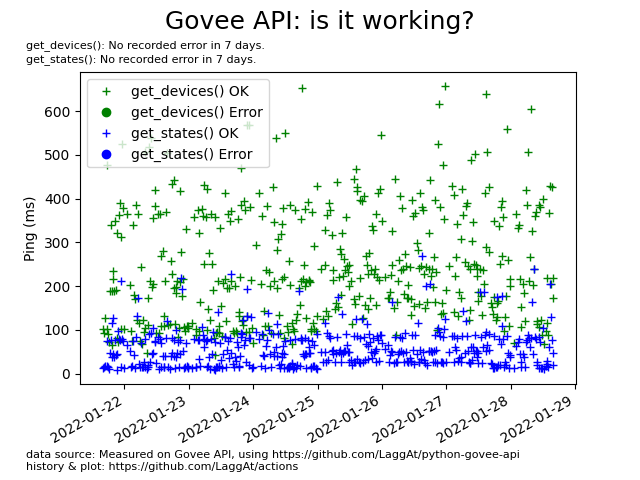 Govee API: is it working?
get_devices(): No recorded error in 7 days.
get_states(): No recorded error in 7 days.
get_devices() OK
get_devices() Error
get_states() OK
get_states() Error
Ping (ms)
600
500
400
300
200
100
0
2022-01-22
2022-01-23
2022-01-24
2022-01-25
2022-01-26
2022-01-27
2022-01-28
2022-01-29
data source: Measured on Govee API, using https://github.com/LaggAt/python-govee-api
history & plot: https://github.com/LaggAt/actions